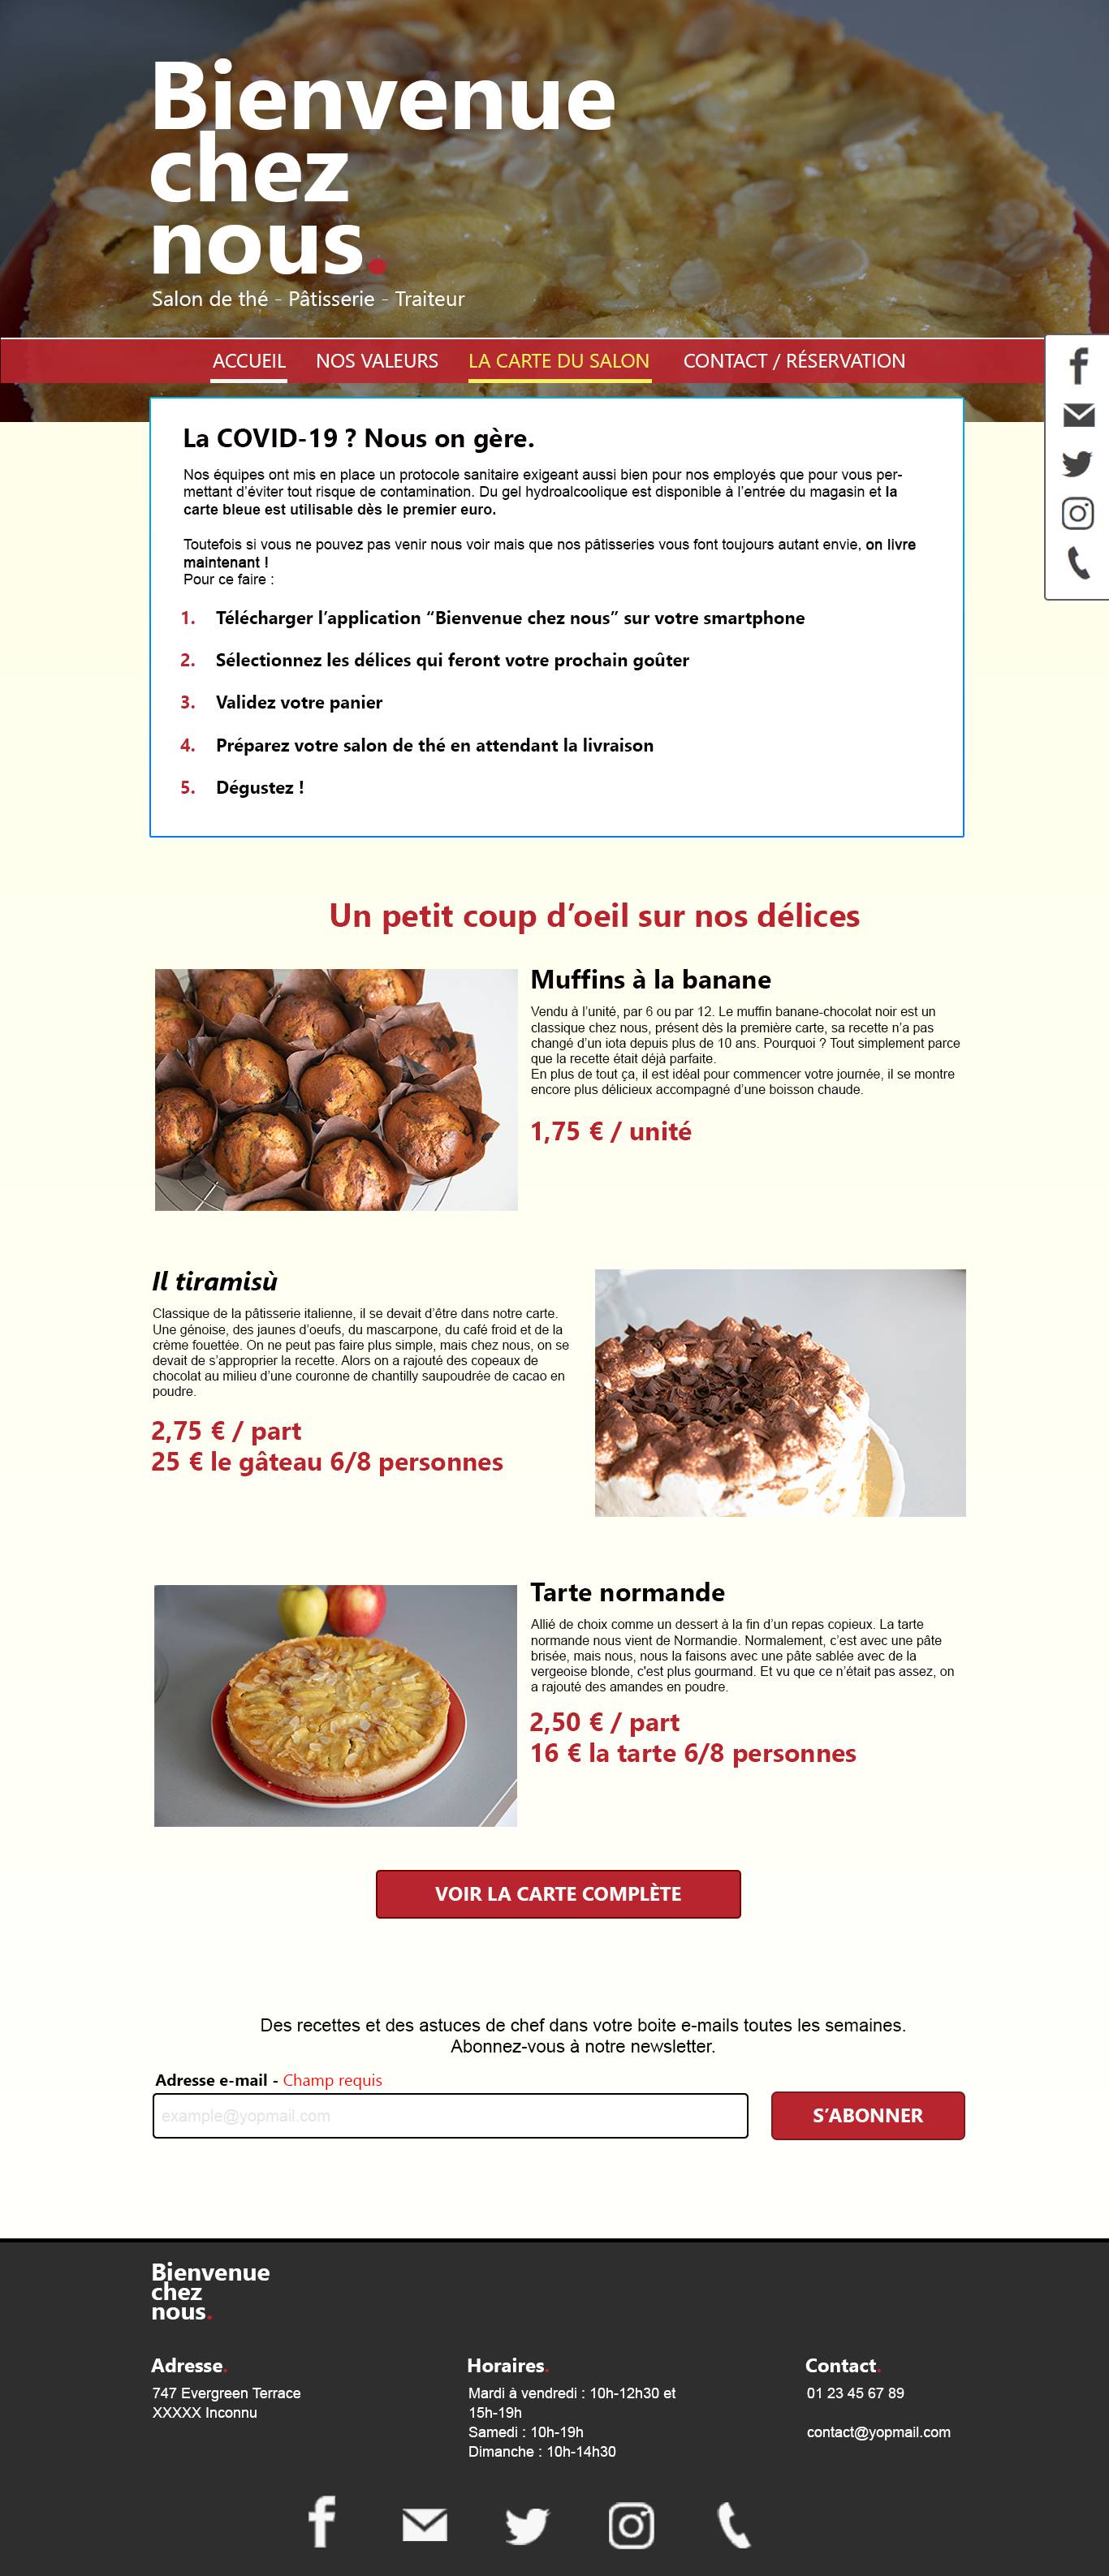 Bienvenue
chez
nous.
Salon de thé - Pâtisserie - Traiteur
ACCUEIL NOS VALEURS LA CARTE DU SALON CONTACT / RÉSERVATION
La COVID-19 ? Nous on gère.
Nos équipes ont mis en place un protocole sanitaire exigeant aussi bien pour nos employés que pour vous per-
mettant d’éviter tout risque de contamination. Du gel hydroalcoolique est disponible à l’entrée du magasin et la
carte bleue est utilisable dès le premier euro.
Toutefois si vous ne pouvez pas venir nous voir mais que nos pâtisseries vous font toujours autant envie, on livre
maintenant !
Pour ce faire :
1. Télécharger l’application “Bienvenue chez nous” sur votre smartphone
2. Sélectionnez les délices qui feront votre prochain goûter
3. Validez votre panier
4. Préparez votre salon de thé en attendant la livraison
5. Dégustez !
Un petit coup d’oeil sur nos délices
Muffins à la banane
Vendu à l’unité, par 6 ou par 12. Le muffin banane-chocolat noir est un
classique chez nous, présent dès la première carte, sa recette n’a pas
changé d’un iota depuis plus de 10 ans. Pourquoi ? Tout simplement parce
que la recette était déjà parfaite.
En plus de tout ça, il est idéal pour commencer votre journée, il se montre
encore plus délicieux accompagné d’une boisson chaude.
1,75 € / unité
Il tiramisù
Classique de la pâtisserie italienne, il se devait d’être dans notre carte.
Une génoise, des jaunes d’oeufs, du mascarpone, du café froid et de la
crème fouettée. On ne peut pas faire plus simple, mais chez nous, on se
devait de s’approprier la recette. Alors on a rajouté des copeaux de
chocolat au milieu d’une couronne de chantilly saupoudrée de cacao en
poudre.
2,75 € / part
25 € le gâteau 6/8 personnes
Tarte normande
Allié de choix comme un dessert à la fin d’un repas copieux. La tarte
normande nous vient de Normandie. Normalement, c’est avec une pâte
brisée, mais nous, nous la faisons avec une pâte sablée avec de la
vergeoise blonde, c'est plus gourmand. Et vu que ce n’était pas assez, on
a rajouté des amandes en poudre.
2,50 € / part
16 € la tarte 6/8 personnes
VOIR LA CARTE COMPLÈTE
Des recettes et des astuces de chef dans votre boite e-mails toutes les semaines.
Abonnez-vous à notre newsletter.
Adresse e-mail - Champ requis
example@yopmail.com
S’ABONNER
Bienvenue
chez
nous.
Adresse.
747 Evergreen Terrace
XXXXX Inconnu
Horaires.
Mardi à vendredi : 10h-12h30 et
15h-19h
Samedi : 10h-19h
Dimanche : 10h-14h30
Contact.
01 23 45 67 89
contact@yopmail.com